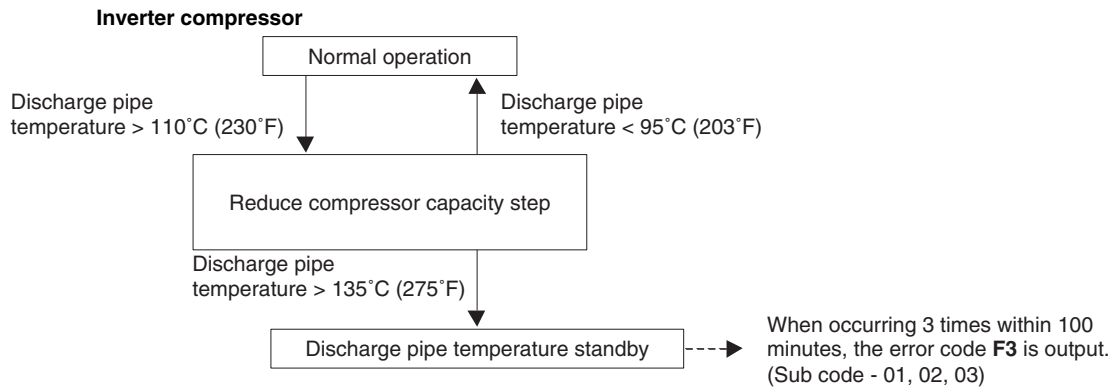 Inverter compressor
Normal operation
Discharge pipe
temperature > 110˚C (230˚F)
Discharge pipe
temperature < 95˚C (203˚F)
Reduce compressor capacity step
Discharge pipe
temperature > 135˚C (275˚F)
Discharge pipe temperature standby
When occurring 3 times within 100
minutes, the error code F3 is output.
(Sub code - 01, 02, 03)